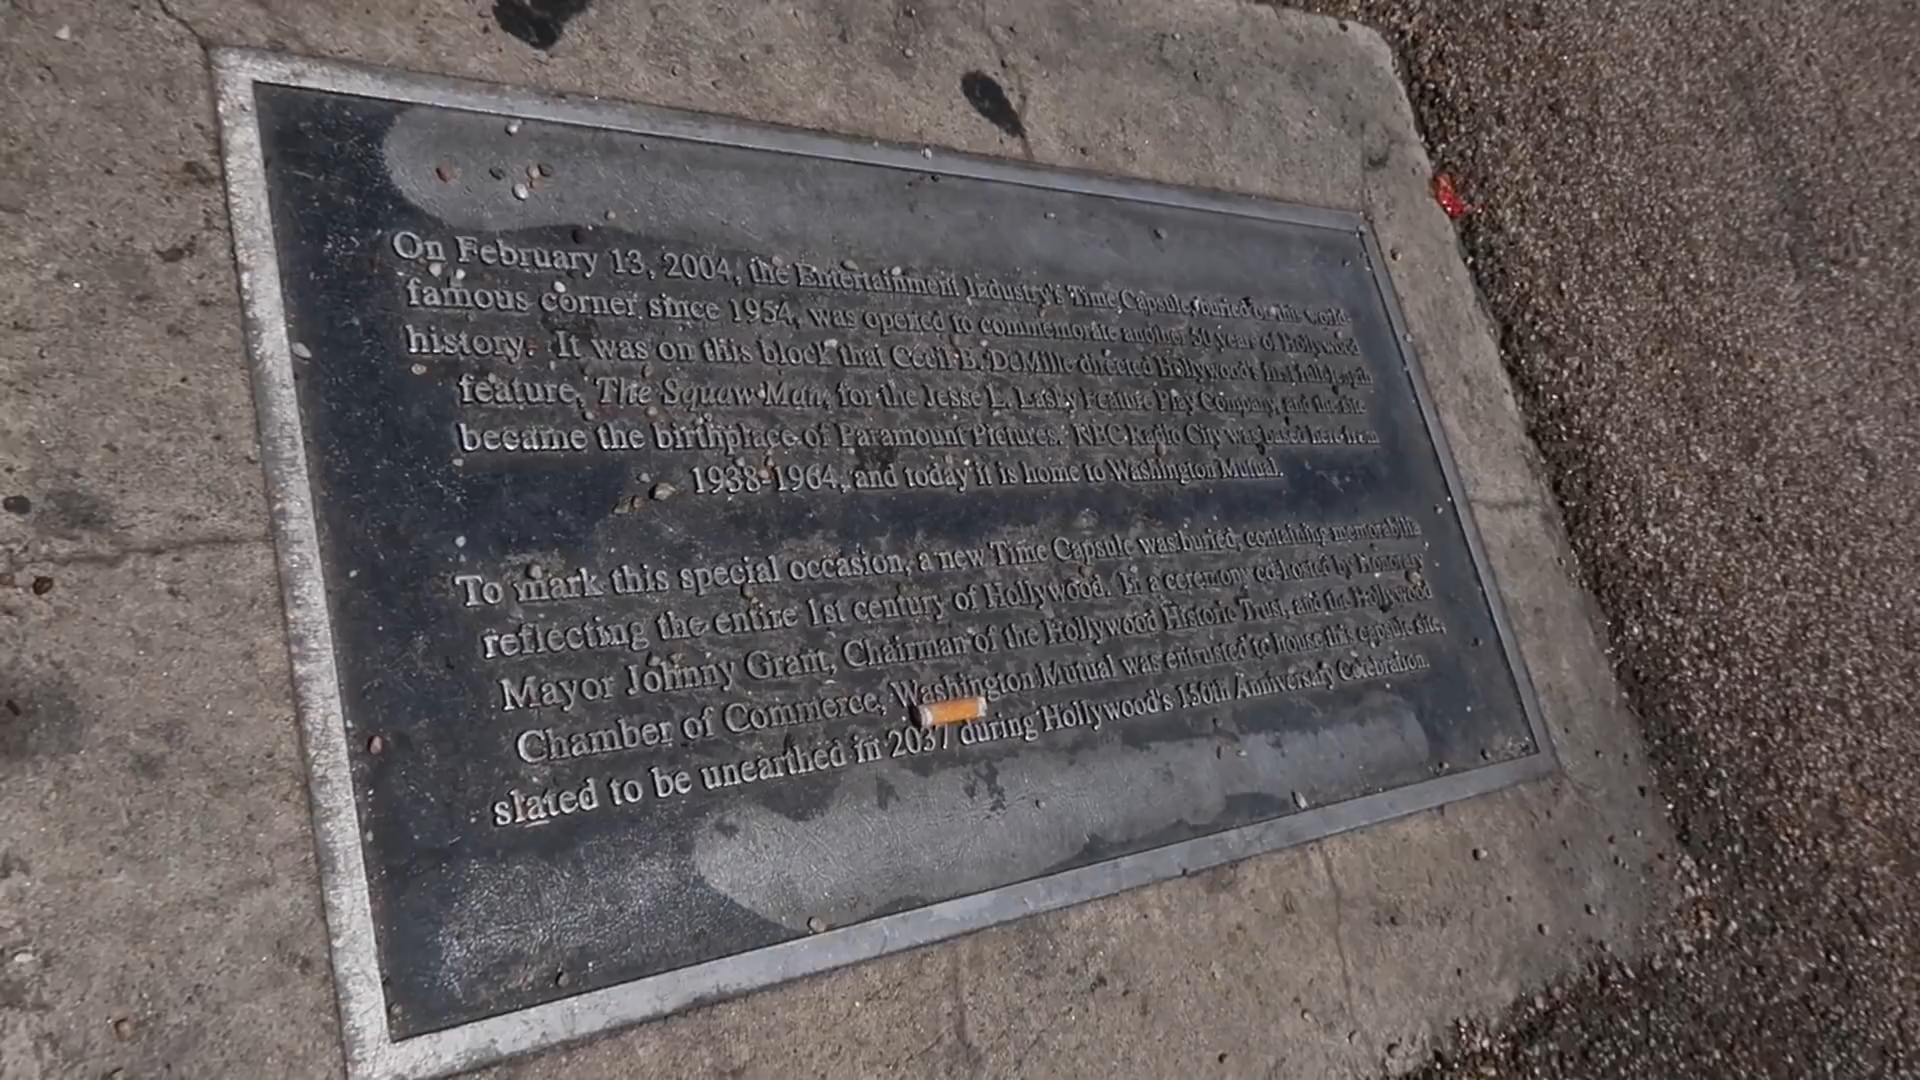 On February 13, 2004, the Entertainment Industry's Time Capsule, buried on this world-
famous corner since 1954, was opened to commemorate another 50 years of Hollywood
history. It was on this block that Cecil B. DeMille directed Hollywood's first full-length
feature, The Squaw Man, for the Jesse L. Lasky Feature Play Company, and the site
became the birthplace of Paramount Pictures. NBC Radio City was based here from
1938-1964, and today it is home to Washington Mutual.
To mark this special occasion, a new Time Capsule was buried, containing memorabilia
reflecting the entire 1st century of Hollywood. In a ceremony co-hosted by Honorary
Mayor Johnny Grant, Chairman of the Hollywood Historic Trust, and the Hollywood
Chamber of Commerce, Washington Mutual was entrusted to house this capsule site,
slated to be unearthed in 2037 during Hollywood's 150th Anniversary Celebration.